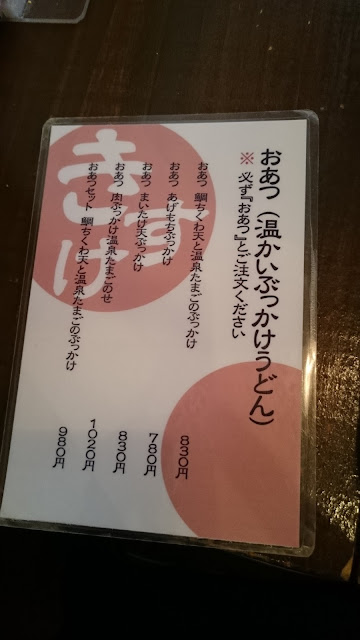 おあつ（温かいぶっかけうどん）
※必ず『おあつ』とご注文ください
おあつ 鯛ちくわ天と温泉たまごのぶっかけ 830円
おあつ あげもちぶっかけ 780円
おあつ まいたけ天ぶっかけ 830円
おあつ 肉ぶっかけ温泉たまごのせ 1020円
おあつセット 鯛ちくわ天と温泉たまごのぶっかけ 980円
きすけ